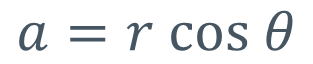 a = r cos θ